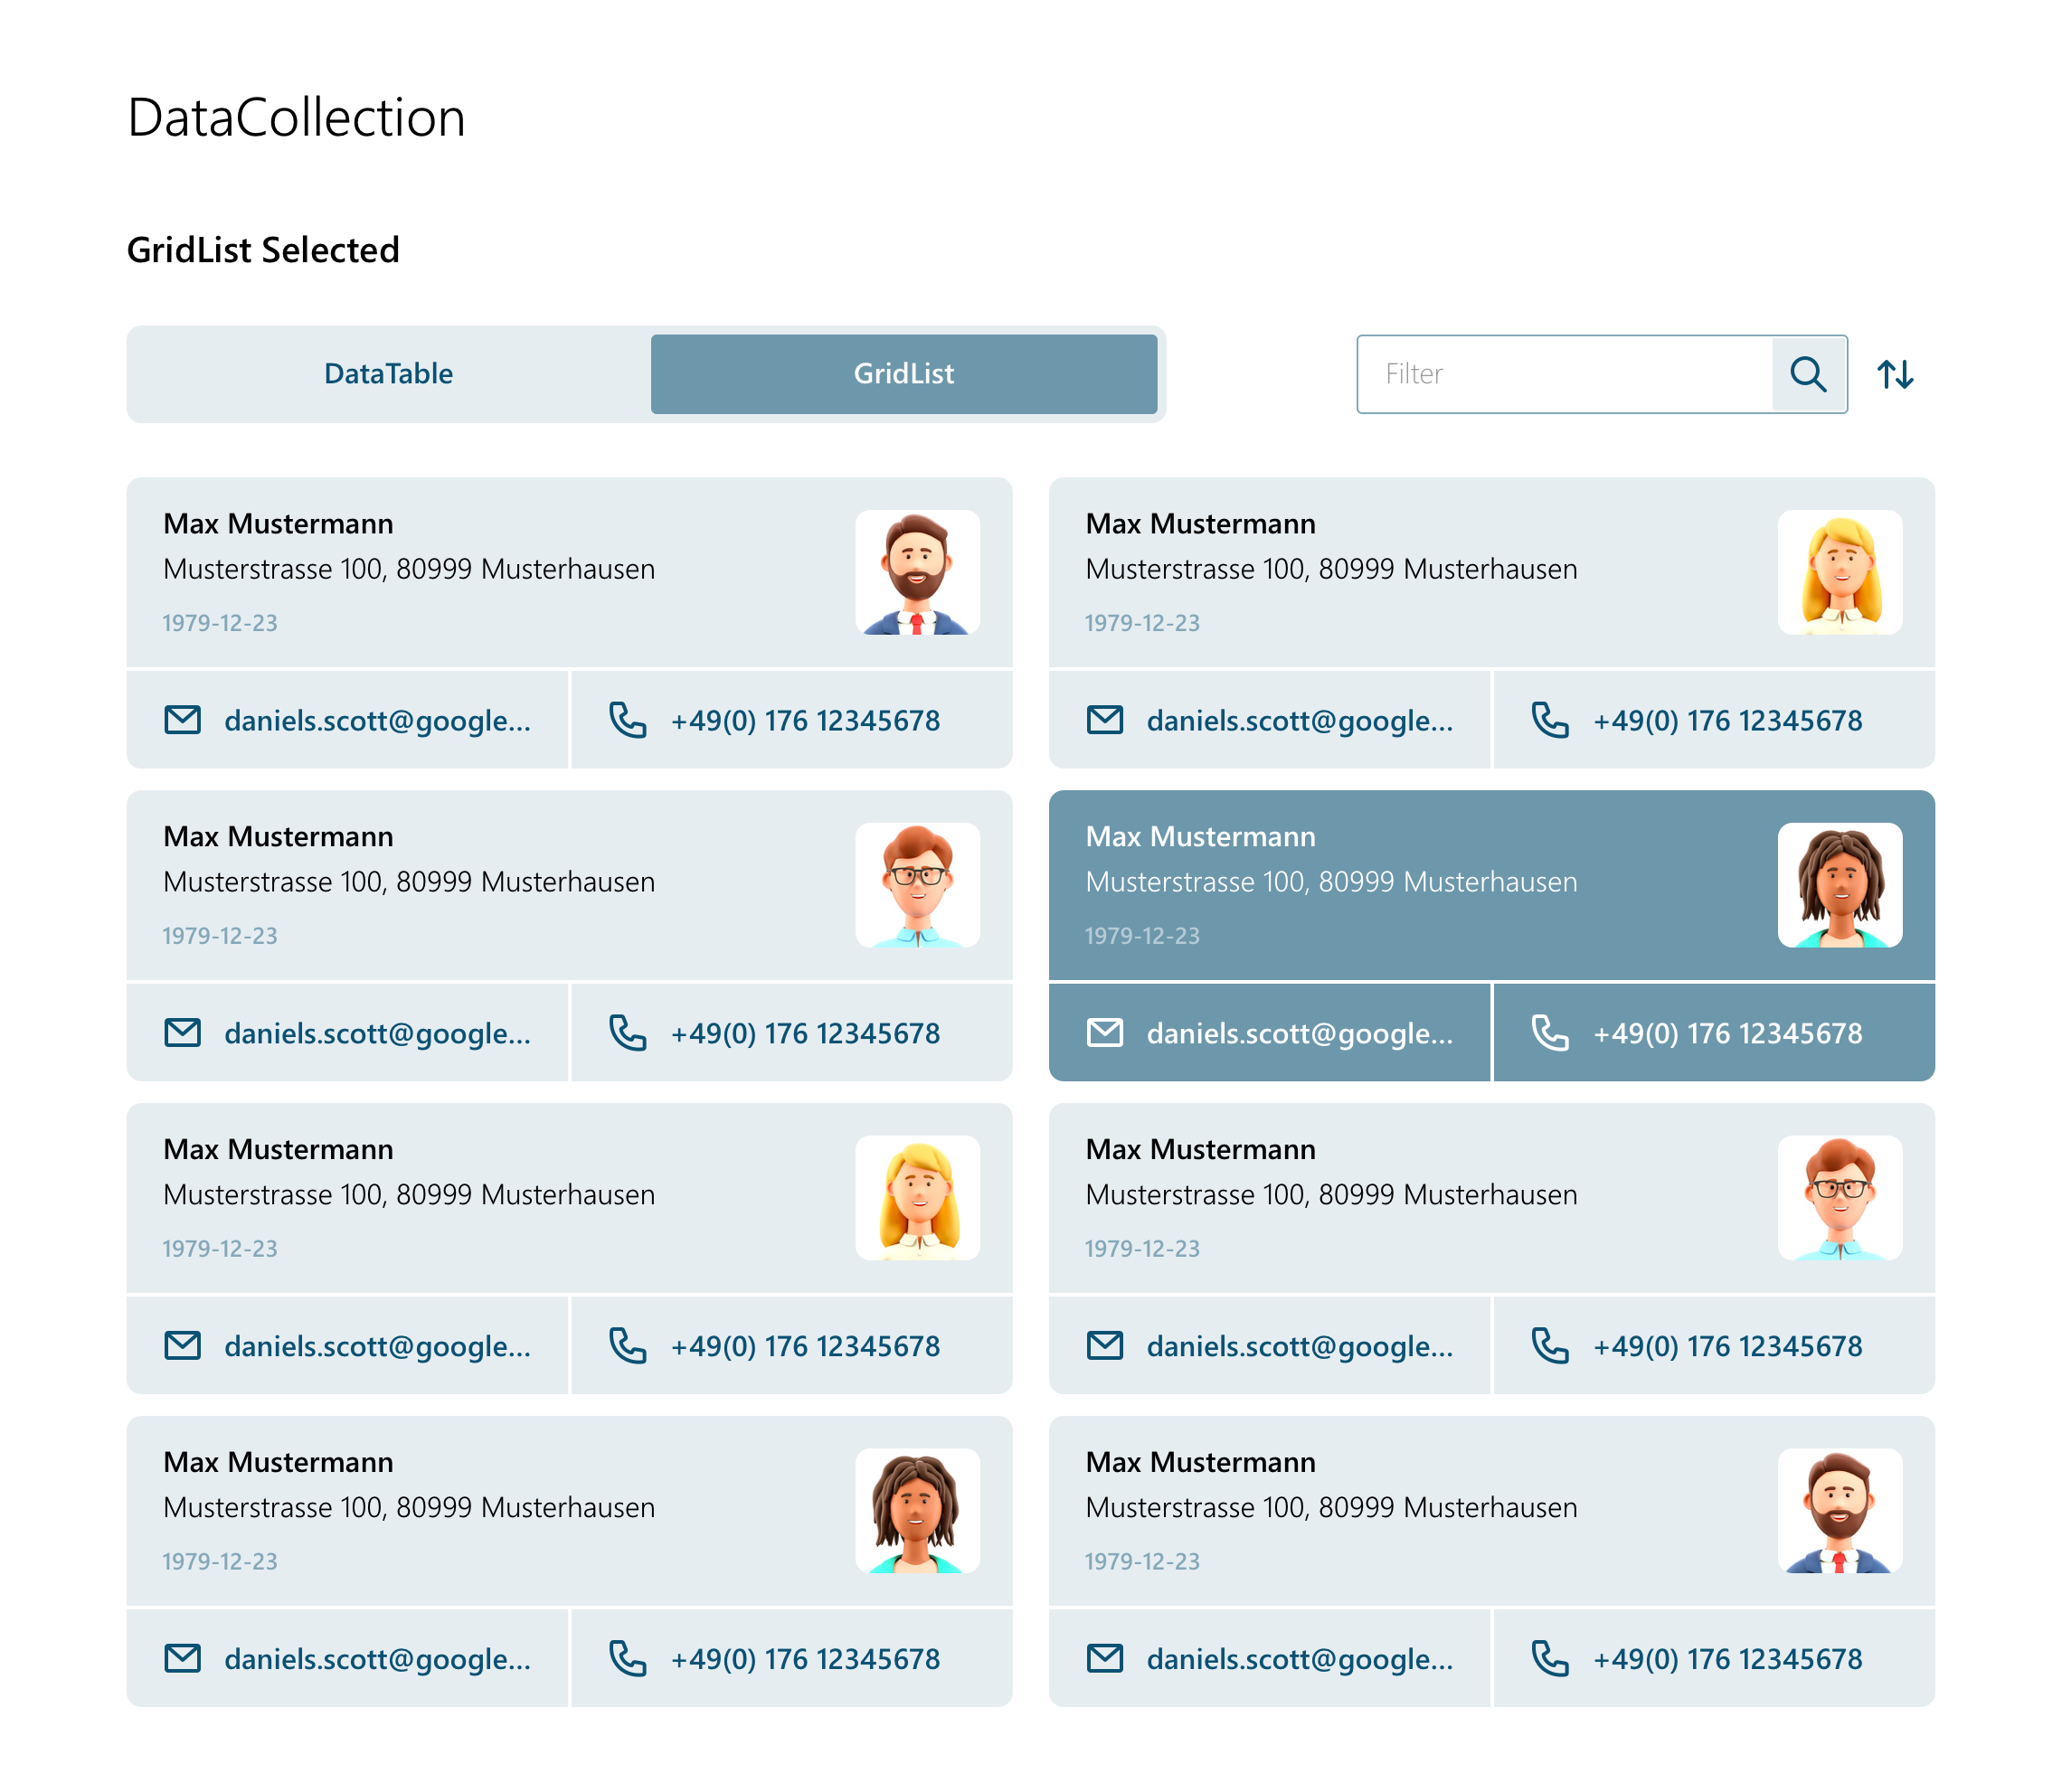 DataCollection
GridList Selected
DataTable
GridList
Filter
Max Mustermann
Musterstrasse 100, 80999 Musterhausen
1979-12-23
daniels.scott@google...
+49(0) 176 12345678
Max Mustermann
Musterstrasse 100, 80999 Musterhausen
1979-12-23
daniels.scott@google...
+49(0) 176 12345678
Max Mustermann
Musterstrasse 100, 80999 Musterhausen
1979-12-23
daniels.scott@google...
+49(0) 176 12345678
Max Mustermann
Musterstrasse 100, 80999 Musterhausen
1979-12-23
daniels.scott@google...
+49(0) 176 12345678
Max Mustermann
Musterstrasse 100, 80999 Musterhausen
1979-12-23
daniels.scott@google...
+49(0) 176 12345678
Max Mustermann
Musterstrasse 100, 80999 Musterhausen
1979-12-23
daniels.scott@google...
+49(0) 176 12345678
Max Mustermann
Musterstrasse 100, 80999 Musterhausen
1979-12-23
daniels.scott@google...
+49(0) 176 12345678
Max Mustermann
Musterstrasse 100, 80999 Musterhausen
1979-12-23
daniels.scott@google...
+49(0) 176 12345678